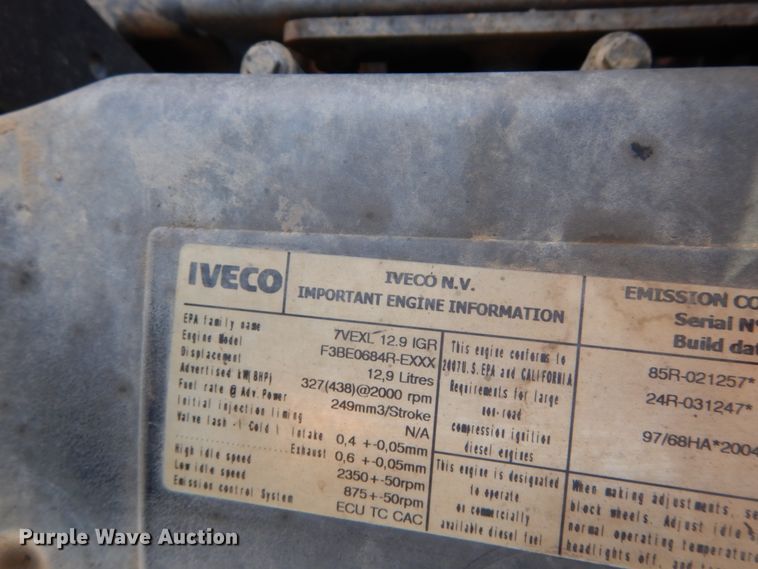 IVECO
IVECO N.V.
IMPORTANT ENGINE INFORMATION
EPA family name 7VEXL 12.9 IGR
Engine Model F3BE0684R-EXXX
Displacement 12,9 Litres
Advertised kW(BHP) 327(438)@2000 rpm
Fuel rate @ Adv. Power 249mm3/Stroke
Initial injection timing N/A
Valve lash - ( Cold ) Intake 0,4 +-0,05mm
Exhaust 0,6 +-0,05mm
High idle speed 2350+-50rpm
Low idle speed 875+-50rpm
Emission control System ECU TC CAC
This engine conforms to
2007U.S. EPA and CALIFORNIA
Requirements for large
non-road
compression ignition
diesel engines
This engine is designated
to operate
on commercially
available diesel fuel
EMISSION CO
Serial N°
Build dat
85R-021257*
24R-031247*
97/68HA*2004
When making adjustments, se
block wheels. Adjust idle s
normal operating temperature
headlights off, and
Purple Wave Auction